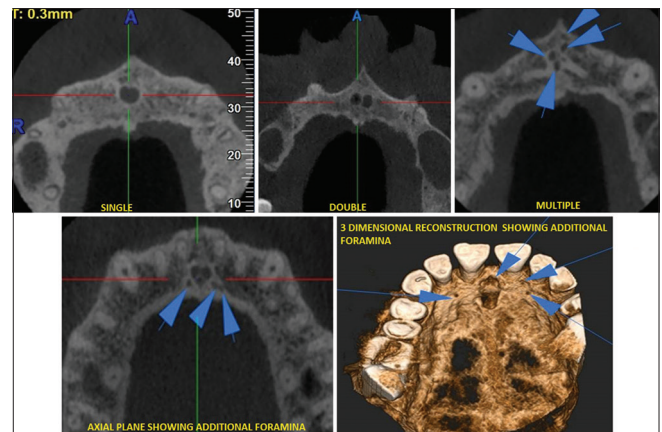 T: 0.3mm
A
50
40
30
20
10
R
SINGLE
A
DOUBLE
MULTIPLE
AXIAL PLANE SHOWING ADDITIONAL FORAMINA
3 DIMENSIONAL RECONSTRUCTION SHOWING ADDITIONAL
FORAMINA